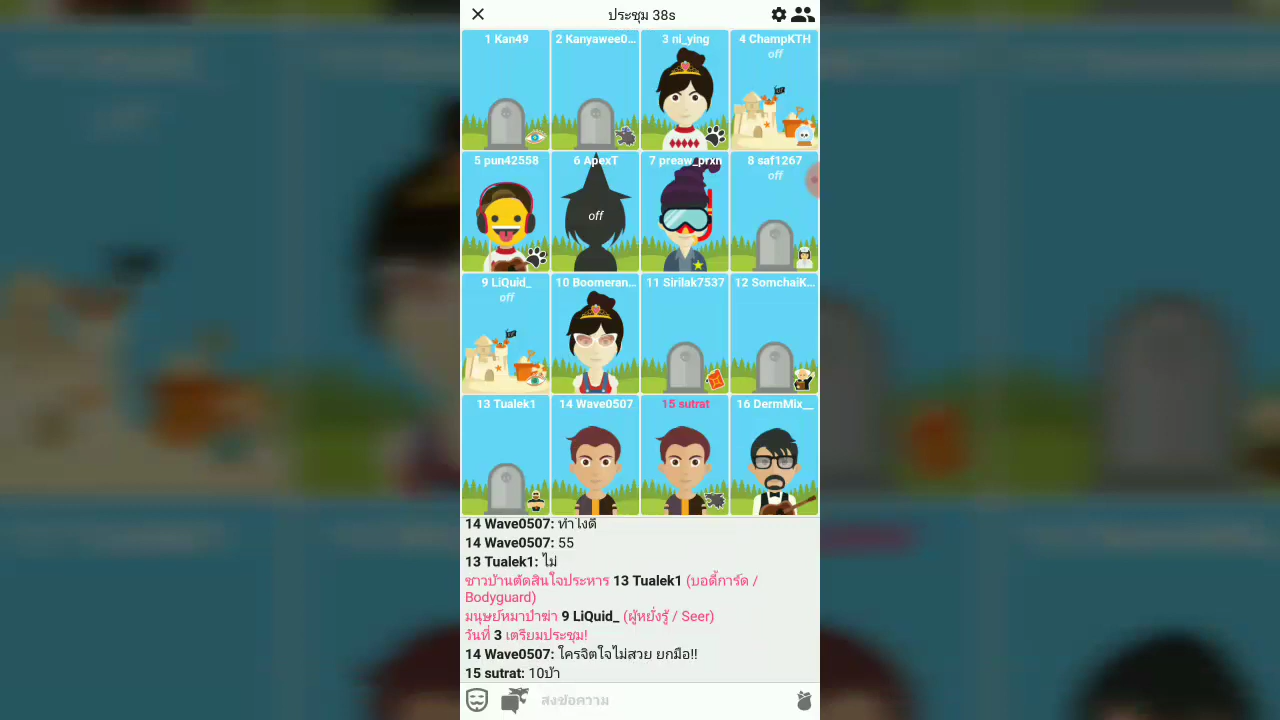 ประชุม 38s
1 Kan49
2 Kanyawee0...
3 ni_ying
4 ChampKTH
off
5 pun42558
6 ApexT
off
7 preaw_prxn
8 saf1267
off
9 LiQuid_
off
10 Boomeran...
11 Sirilak7537
12 SomchaiK...
13 Tualek1
14 Wave0507
15 sutrat
16 DermMix__
14 Wave0507: ทำไงดี
14 Wave0507: 55
13 Tualek1: ไม่
ชาวบ้านตัดสินใจประหาร 13 Tualek1 (บอดี้การ์ด /
Bodyguard)
มนุษย์หมาป่าฆ่า 9 LiQuid_ (ผู้หยั่งรู้ / Seer)
วันที่ 3 เตรียมประชุม!
14 Wave0507: ใครจิตใจไม่สวย ยกมือ!!
15 sutrat: 10บ้า
ส่งข้อความ